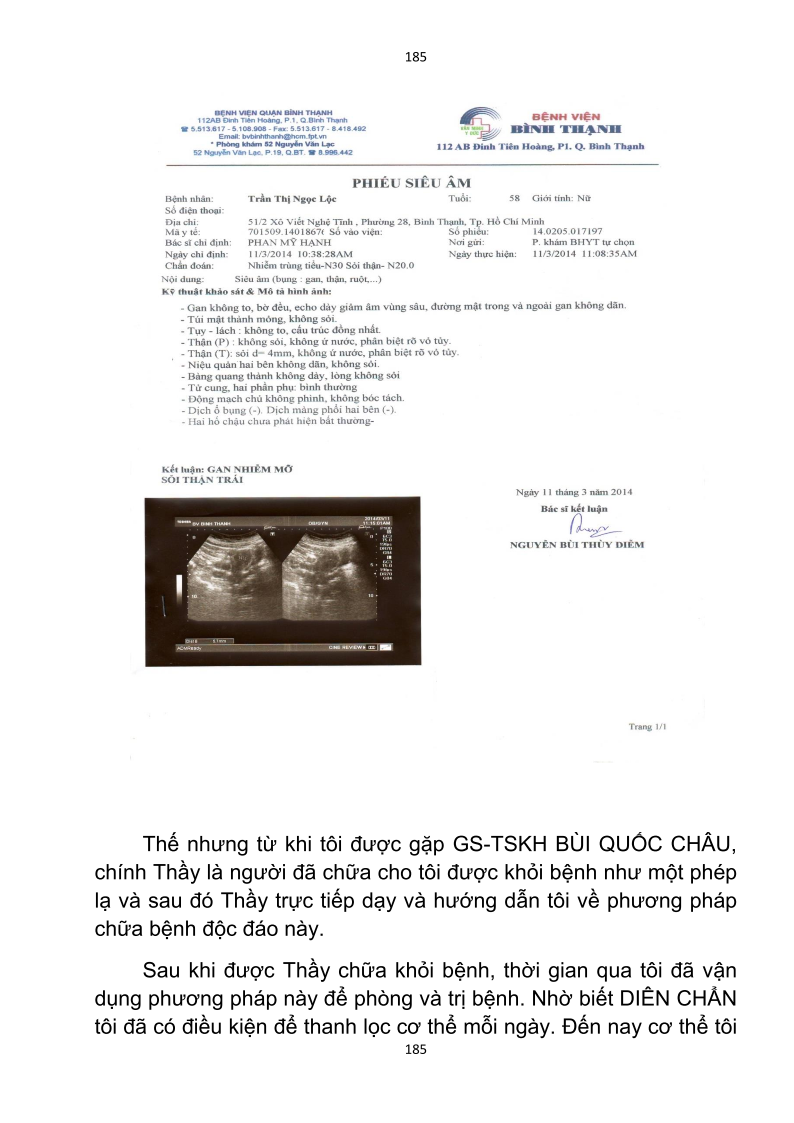 185
BỆNH VIỆN QUẬN BÌNH THẠNH
112AB Đinh Tiên Hoàng, P.1, Q.Bình Thạnh
☎ 5.513.617 - 5.108.908 - Fax: 5.513.617 - 8.418.492
Email: bvbinhthanh@hcm.fpt.vn
* Phòng khám 52 Nguyễn Văn Lạc
52 Nguyễn Văn Lạc, P.19, Q.BT. ☎ 8.996.442
BỆNH VIỆN
BÌNH THẠNH
112 AB Đinh Tiên Hoàng, P1. Q. Bình Thạnh
PHIẾU SIÊU ÂM
Bệnh nhân: Trần Thị Ngọc Lộc Tuổi: 58 Giới tính: Nữ
Số điện thoại:
Địa chỉ: 51/2 Xô Viết Nghệ Tĩnh , Phường 28, Bình Thạnh, Tp. Hồ Chí Minh
Mã y tế: 701509.1401867( Số vào viện: Số phiếu: 14.0205.017197
Bác sĩ chỉ định: PHAN MỸ HẠNH Nơi gửi: P. khám BHYT tự chọn
Ngày chỉ định: 11/3/2014 10:38:28AM Ngày thực hiện: 11/3/2014 11:08:35AM
Chẩn đoán: Nhiễm trùng tiểu-N30 Sỏi thận- N20.0
Nội dung: Siêu âm (bụng : gan, thận, ruột,...)
Kỹ thuật khảo sát & Mô tả hình ảnh:
- Gan không to, bờ đều, echo dày giảm âm vùng sâu, đường mật trong và ngoài gan không dãn.
- Túi mật thành mỏng, không sỏi.
- Tụy - lách : không to, cấu trúc đồng nhất.
- Thận (P) : không sỏi, không ứ nước, phân biệt rõ vỏ tủy.
- Thận (T): sỏi d= 4mm, không ứ nước, phân biệt rõ vỏ tủy.
- Niệu quản hai bên không dãn, không sỏi.
- Bàng quang thành không dày, lòng không sỏi
- Tử cung, hai phần phụ: bình thường
- Động mạch chủ không phình, không bóc tách.
- Dịch ổ bụng (-). Dịch màng phổi hai bên (-).
- Hai hố chậu chưa phát hiện bất thường-
Kết luận: GAN NHIỄM MỠ
SỎI THẬN TRÁI
Ngày 11 tháng 3 năm 2014
Bác sĩ kết luận
NGUYỄN BÙI THÙY DIỄM
BV BINH THANH
OB/GYN
2014/03/11
CINE REVIEW
Trang 1/1
Thế nhưng từ khi tôi được gặp GS-TSKH BÙI QUỐC CHÂU,
chính Thầy là người đã chữa cho tôi được khỏi bệnh như một phép
lạ và sau đó Thầy trực tiếp dạy và hướng dẫn tôi về phương pháp
chữa bệnh độc đáo này.
Sau khi được Thầy chữa khỏi bệnh, thời gian qua tôi đã vận
dụng phương pháp này để phòng và trị bệnh. Nhờ biết DIÊN CHẨN
tôi đã có điều kiện để thanh lọc cơ thể mỗi ngày. Đến nay cơ thể tôi
185